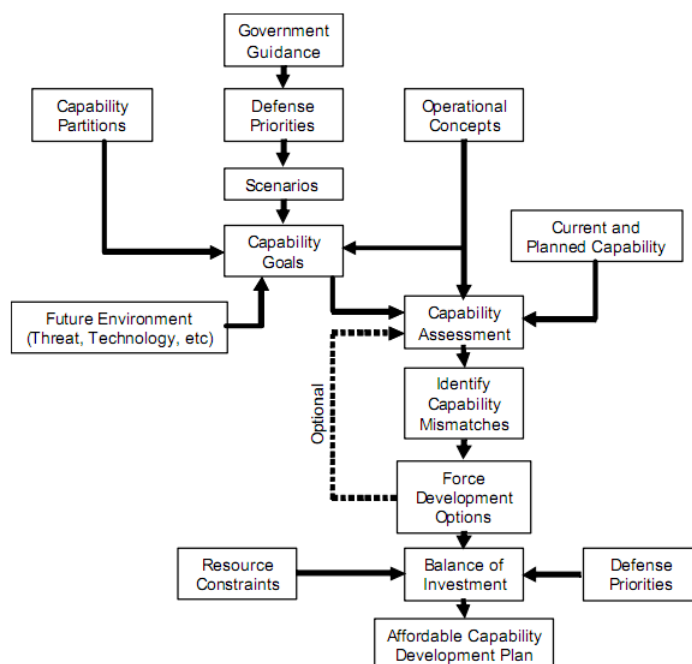 Government
Guidance
Capability
Partitions
Defense
Priorities
Operational
Concepts
Scenarios
Capability
Goals
Current and
Planned Capability
Future Environment
(Threat, Technology, etc)
Capability
Assessment
Identify
Capability
Mismatches
Optional
Force
Development
Options
Resource
Constraints
Balance of
Investment
Defense
Priorities
Affordable Capability
Development Plan